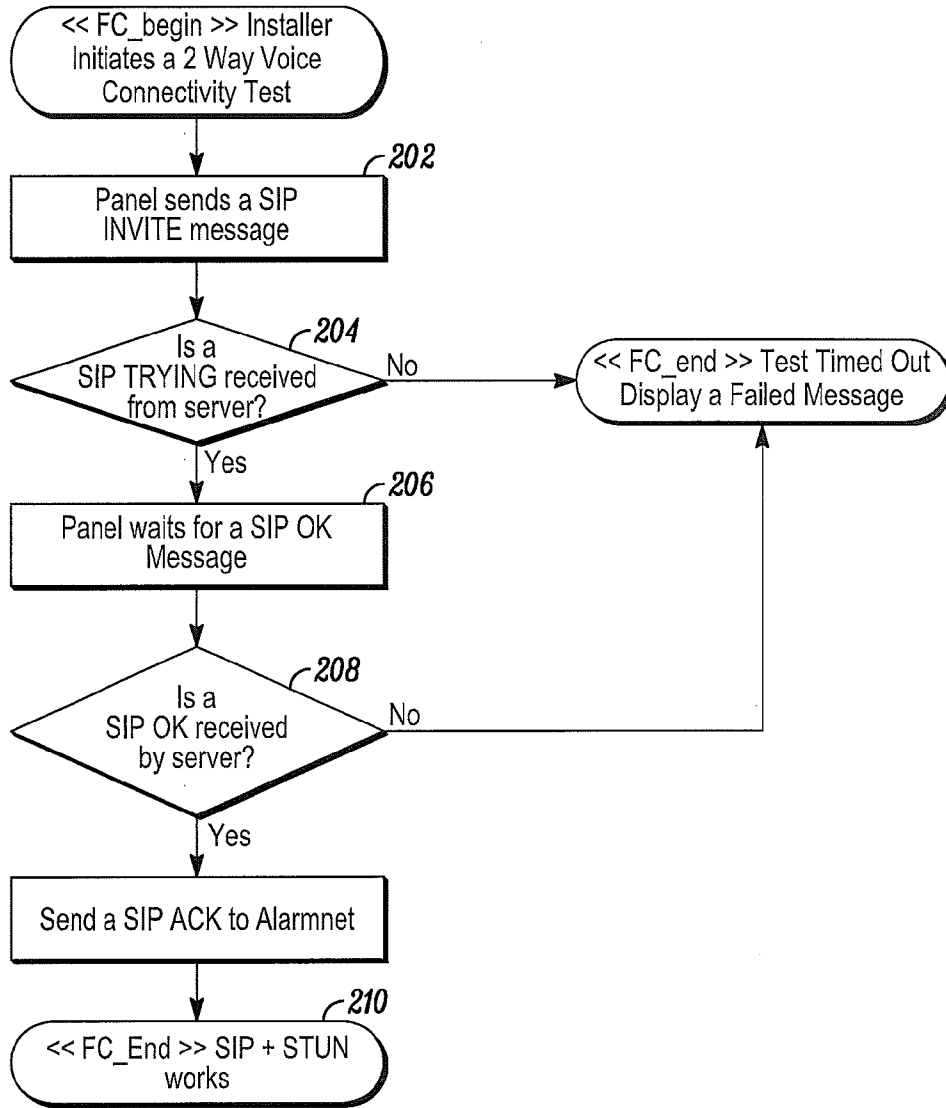 << FC_begin >> Installer
Initiates a 2 Way Voice
Connectivity Test
202
Panel sends a SIP
INVITE message
204
Is a
SIP TRYING received
from server?
No
<< FC_end >> Test Timed Out
Display a Failed Message
Yes
206
Panel waits for a SIP OK
Message
208
Is a
SIP OK received
by server?
No
Yes
Send a SIP ACK to Alarmnet
210
<< FC_End >> SIP + STUN
works